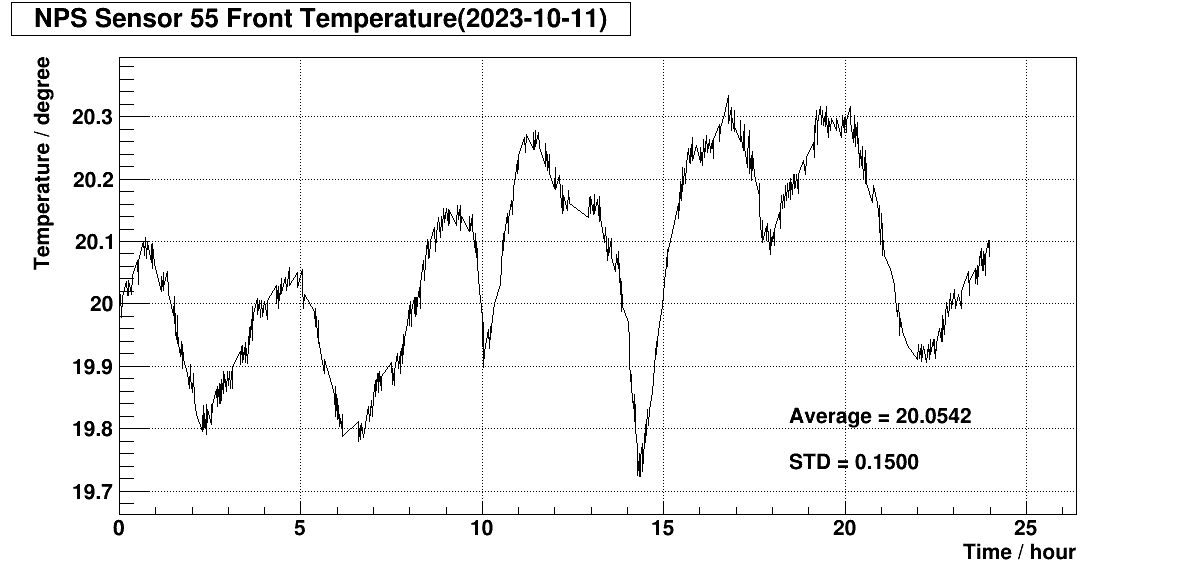 NPS Sensor 55 Front Temperature(2023-10-11)
Temperature / degree
20.3
20.2
20.1
20
19.9
19.8
19.7
Average = 20.0542
STD = 0.1500
0 5 10 15 20 25
Time / hour